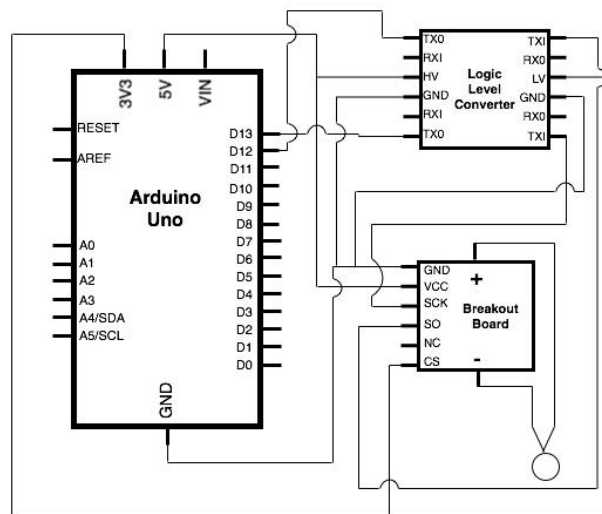 3V3
5V
VIN
RESET
AREF
A0
A1
A2
A3
A4/SDA
A5/SCL
Arduino
Uno
D13
D12
D11
D10
D9
D8
D7
D6
D5
D4
D3
D2
D1
D0
GND
TX0
RXI
HV
GND
RXI
TX0
Logic
Level
Converter
TXI
RX0
LV
GND
RX0
TXI
GND
VCC
SCK
SO
NC
CS
+
Breakout
Board
-